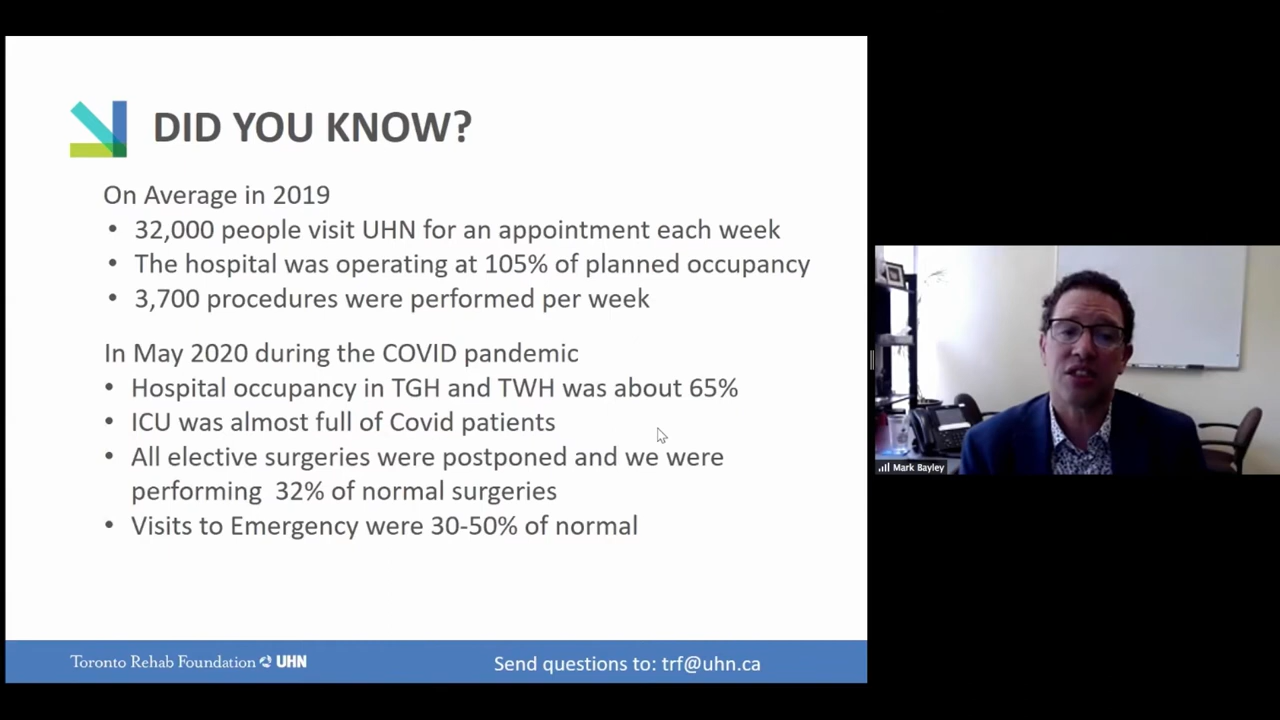 DID YOU KNOW?
On Average in 2019
• 32,000 people visit UHN for an appointment each week
• The hospital was operating at 105% of planned occupancy
• 3,700 procedures were performed per week
In May 2020 during the COVID pandemic
• Hospital occupancy in TGH and TWH was about 65%
• ICU was almost full of Covid patients
• All elective surgeries were postponed and we were
performing 32% of normal surgeries
• Visits to Emergency were 30-50% of normal
Mark Bayley
Toronto Rehab Foundation UHN
Send questions to: trf@uhn.ca